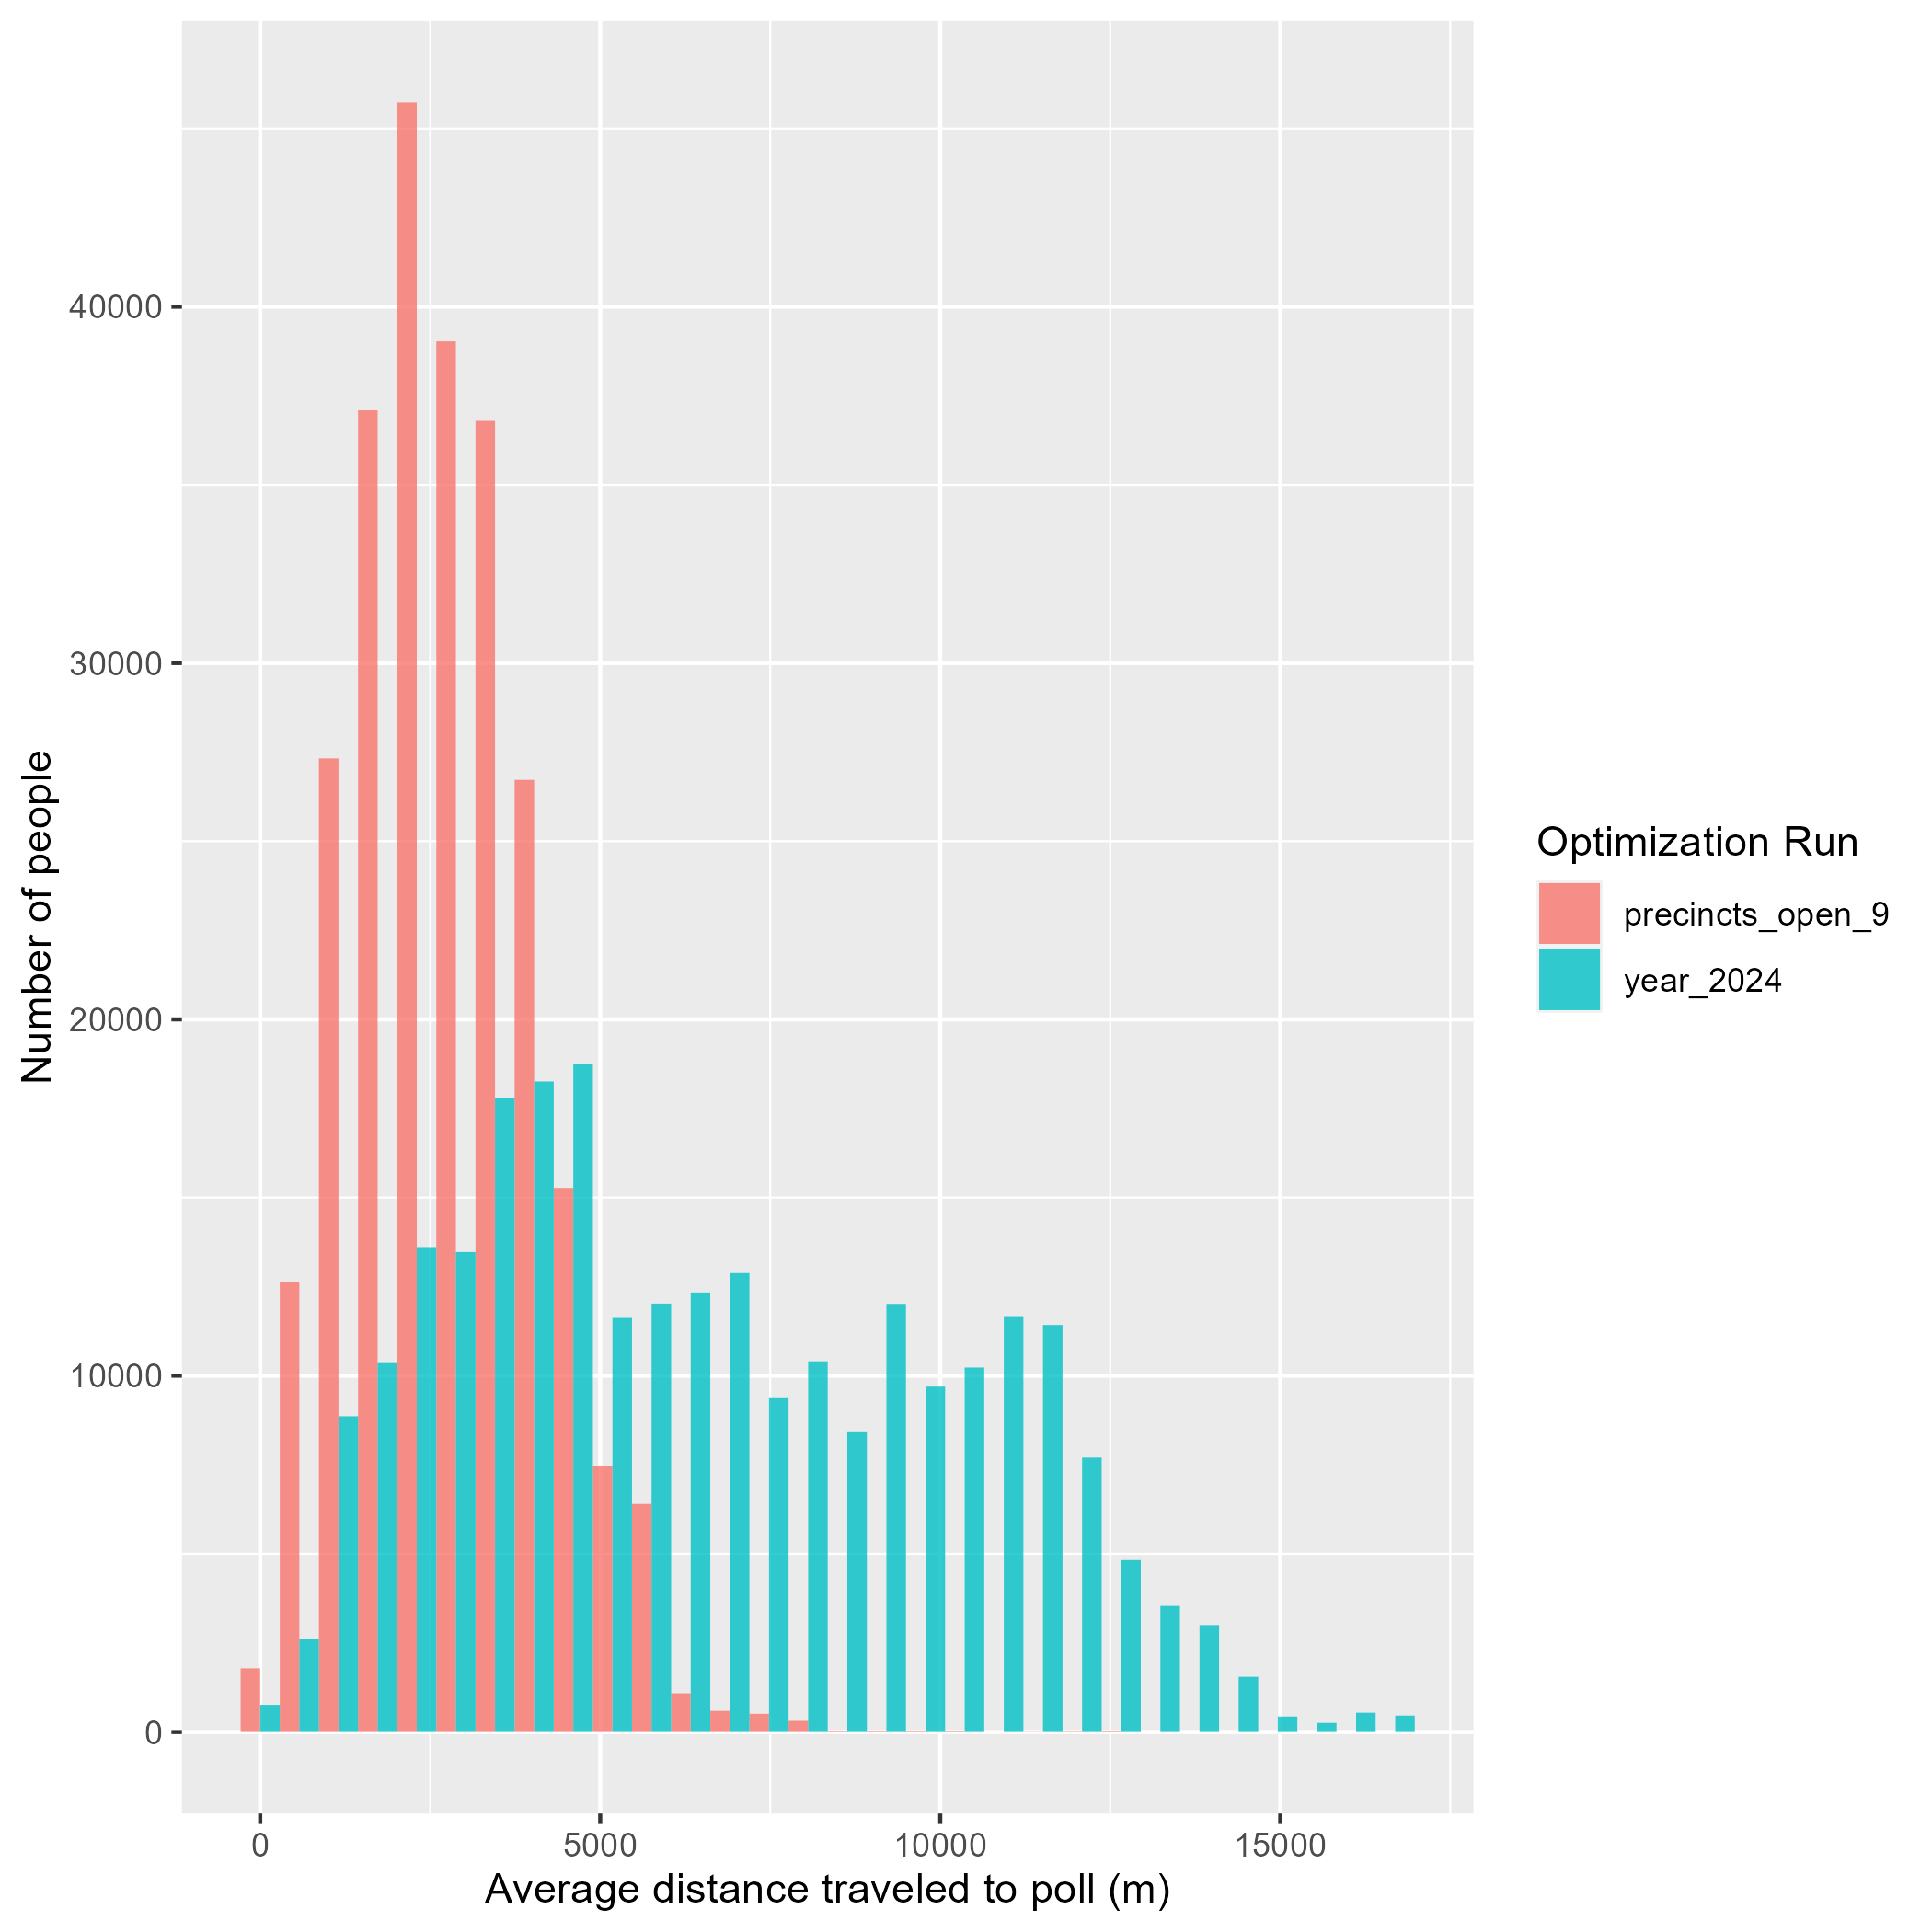 Number of people
40000
30000
20000
10000
0
0 5000 10000 15000
Average distance traveled to poll (m)
Optimization Run
precincts_open_9
year_2024